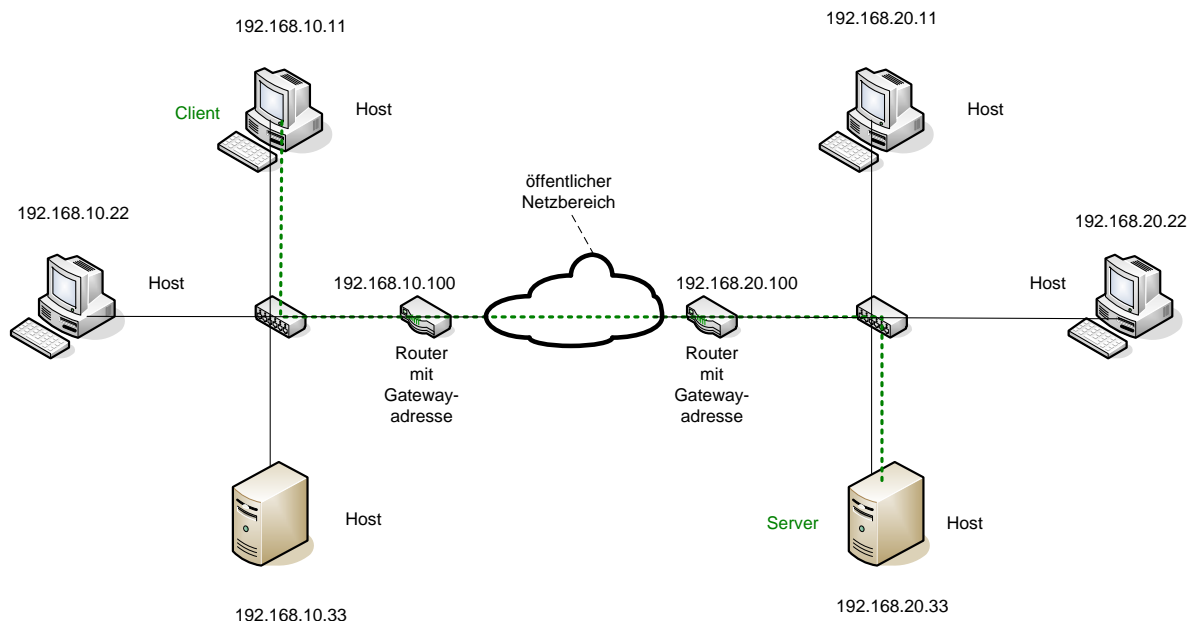 192.168.10.11
192.168.20.11
Client
Host
Host
öffentlicher
Netzbereich
192.168.10.22
192.168.20.22
Host
192.168.10.100
192.168.20.100
Host
Router
mit
Gateway-
adresse
Router
mit
Gateway-
adresse
Host
Server
Host
192.168.10.33
192.168.20.33